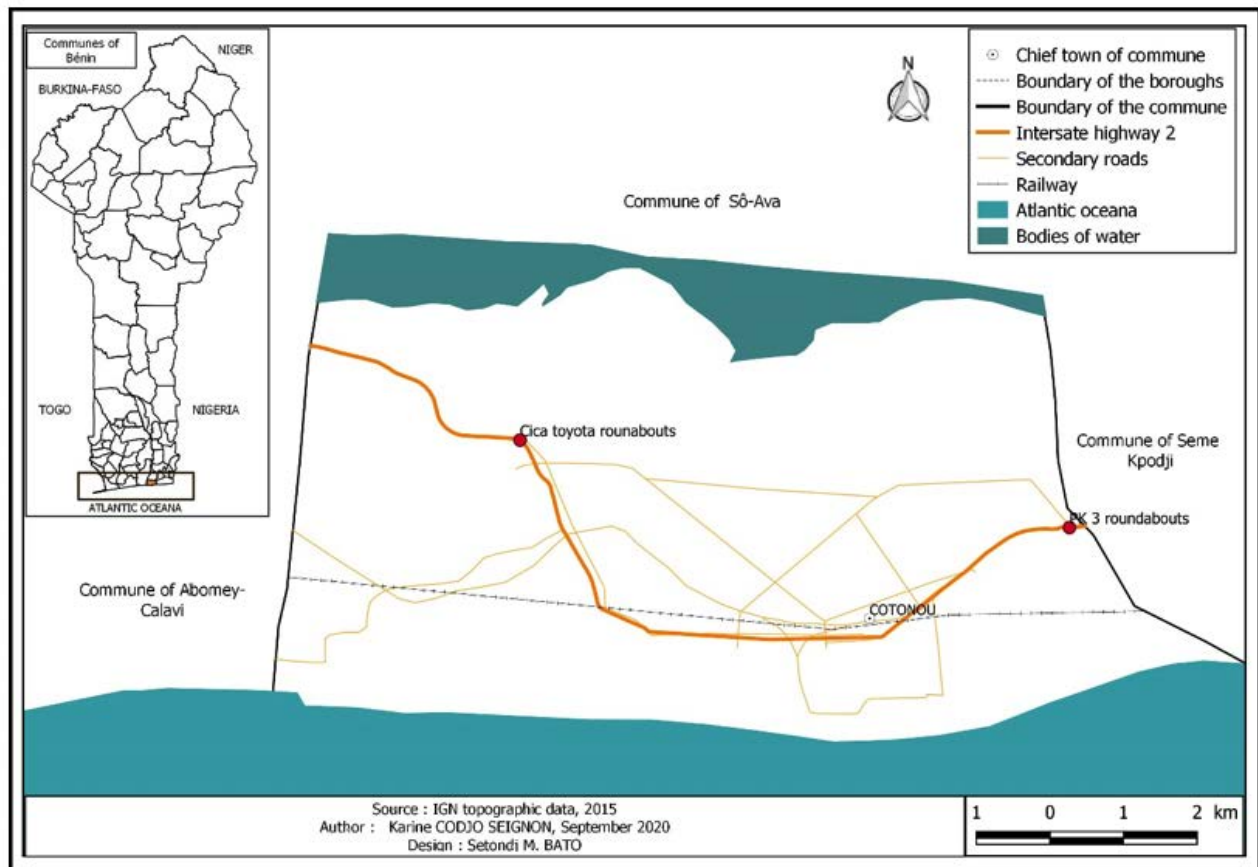 Communes of
Bénin
NIGER
BURKINA-FASO
TOGO
NIGERIA
ATLANTIC OCEANA
N
Chief town of commune
Boundary of the boroughs
Boundary of the commune
Intersate highway 2
Secondary roads
Railway
Atlantic oceana
Bodies of water
Commune of Sô-Ava
Cica toyota rounabouts
Commune of Seme
Kpodji
PK 3 roundabouts
Commune of Abomey-
Calavi
COTONOU
Source : IGN topographic data, 2015
Author : Karine CODJO SEIGNON, September 2020
Design : Setondi M. BATO
1 0 1 2 km